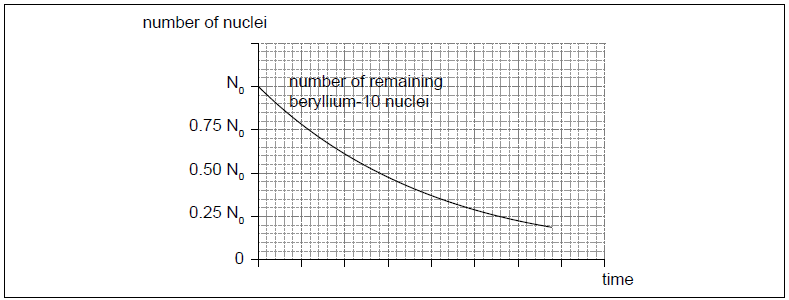 number of nuclei
N₀
number of remaining
beryllium-10 nuclei
0.75 N₀
0.50 N₀
0.25 N₀
0
time